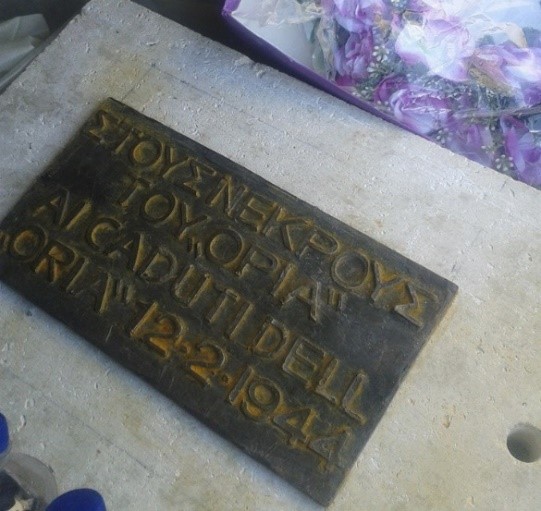 ΣΤΟΥΣ ΝΕΚΡΟΥΣ
ΤΟΥ „ΟΡΙΑ"
AI CADUTI DELL
„ORIA" 12.2.1944